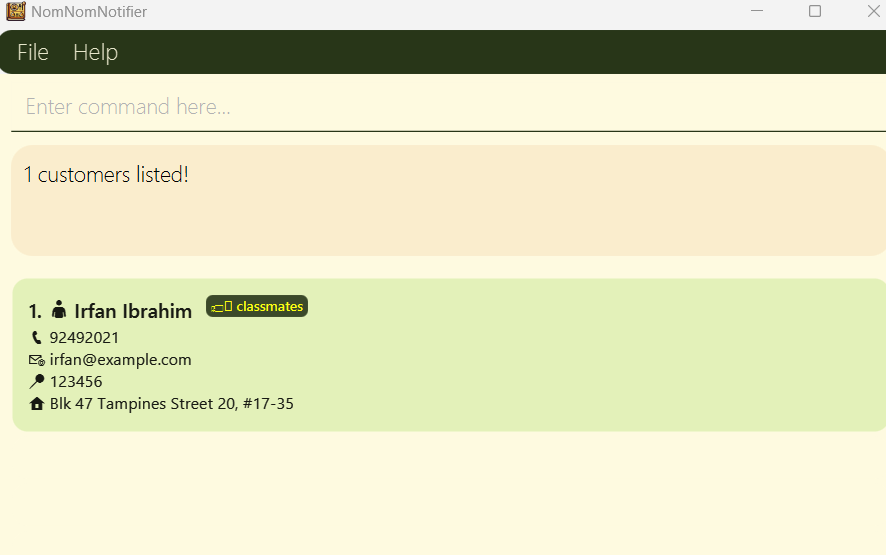 NomNomNotifier
File Help
Enter command here...
1 customers listed!
1. Irfan Ibrahim classmates
92492021
irfan@example.com
123456
Blk 47 Tampines Street 20, #17-35